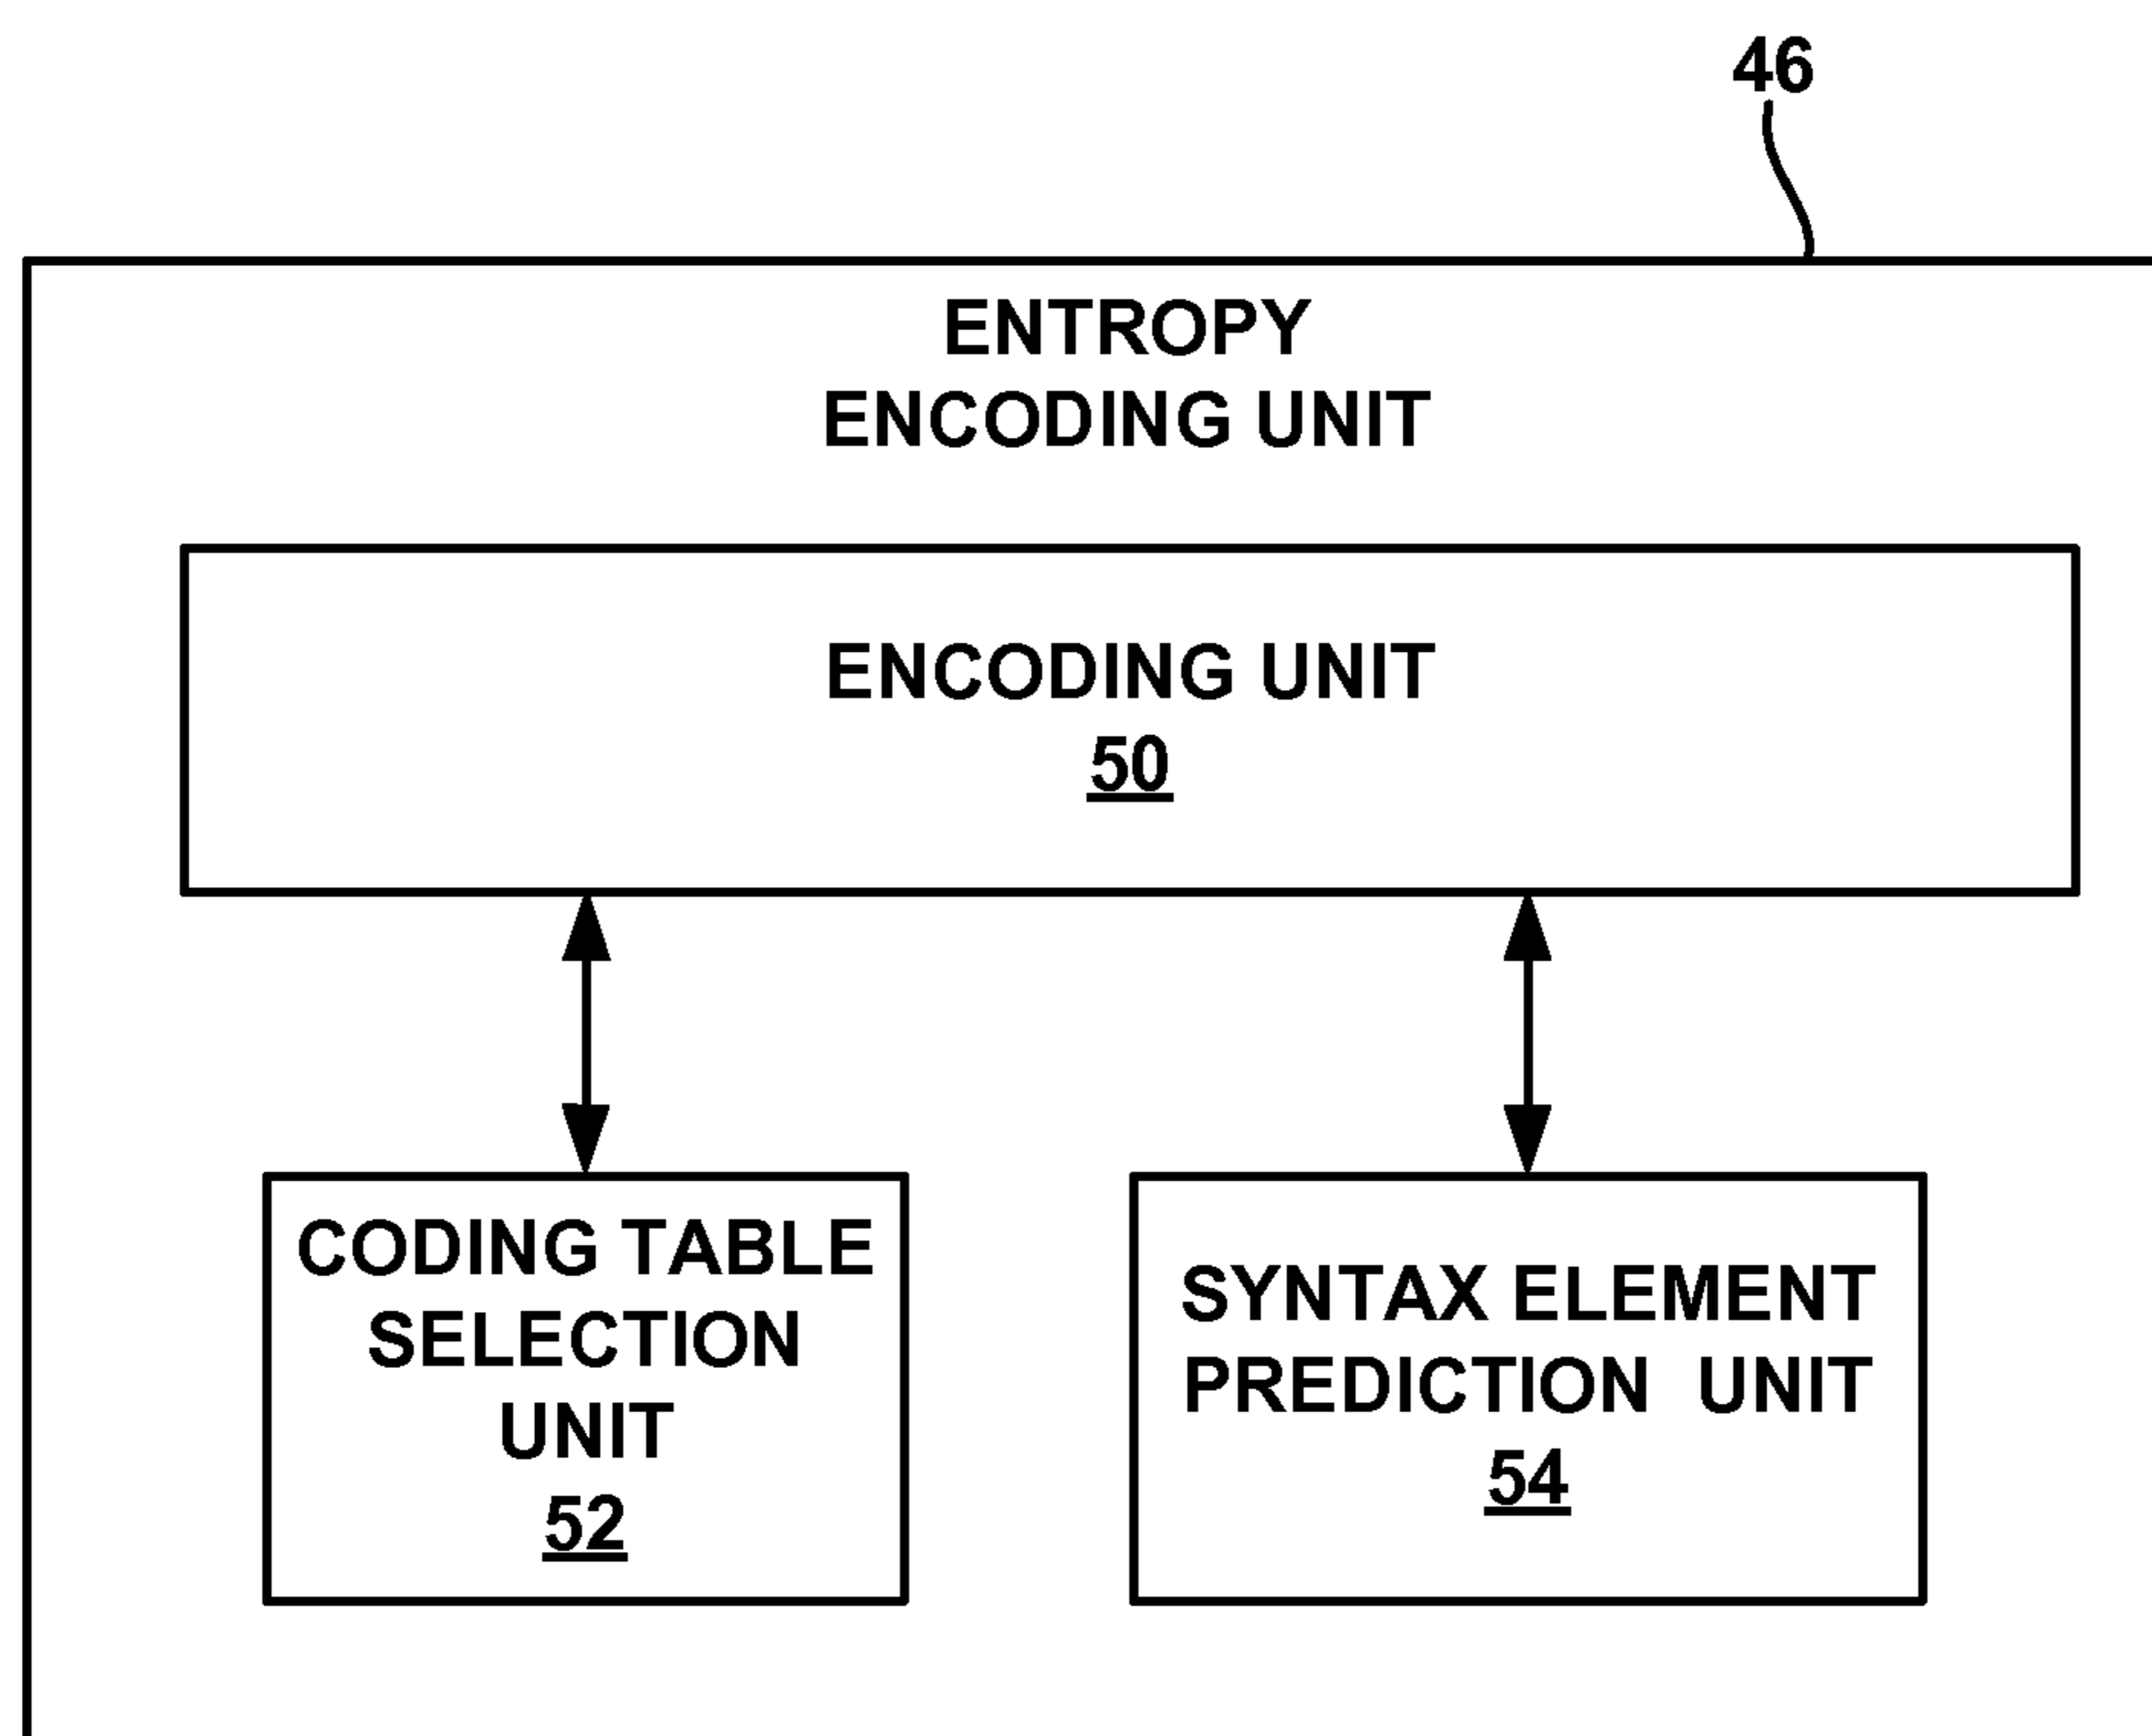 46
ENTROPY
ENCODING UNIT
ENCODING UNIT
50
CODING TABLE
SELECTION
UNIT
52
SYNTAX ELEMENT
PREDICTION UNIT
54